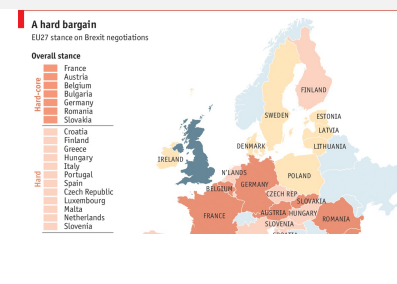 A hard bargain
EU27 stance on Brexit negotiations
Overall stance
Hard-core
France
Austria
Belgium
Bulgaria
Germany
Romania
Slovakia
Hard
Croatia
Finland
Greece
Hungary
Italy
Portugal
Spain
Czech Republic
Luxembourg
Malta
Netherlands
Slovenia
FINLAND
SWEDEN
ESTONIA
LATVIA
LITHUANIA
DENMARK
IRELAND
N'LANDS
POLAND
BELGIUM
GERMANY
CZECH REP.
SLOVAKIA
FRANCE
AUSTRIA
HUNGARY
ROMANIA
SLOVENIA